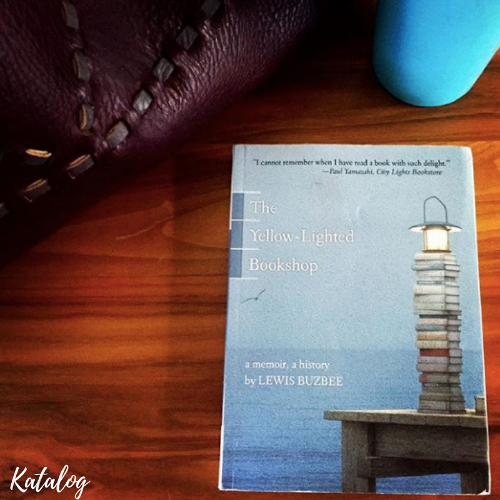 "I cannot remember when I have read a book with such delight."
—Paul Yamazaki, City Lights Bookstore
The
Yellow-Lighted
Bookshop
a memoir, a history
by LEWIS BUZBEE
Katalog